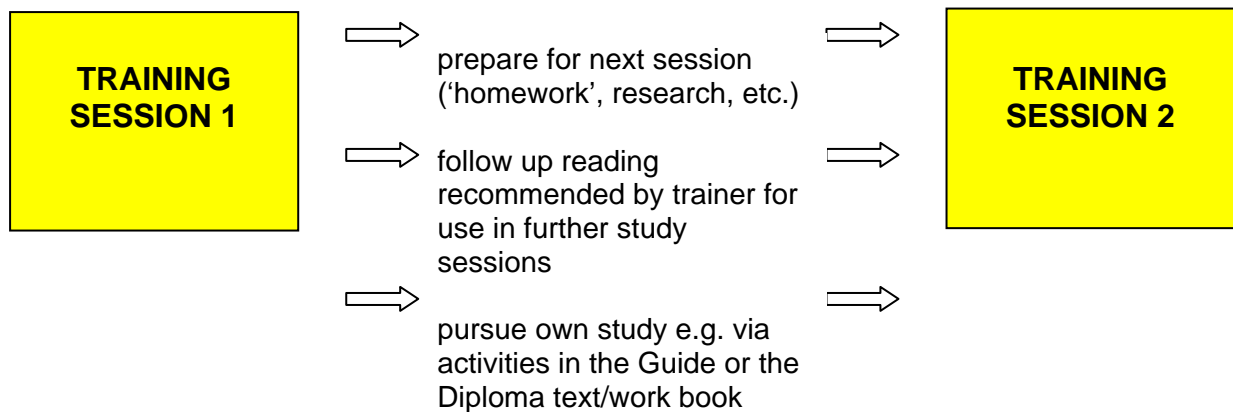 TRAINING
SESSION 1
prepare for next session
(‘homework’, research, etc.)
follow up reading
recommended by trainer for
use in further study
sessions
pursue own study e.g. via
activities in the Guide or the
Diploma text/work book
TRAINING
SESSION 2